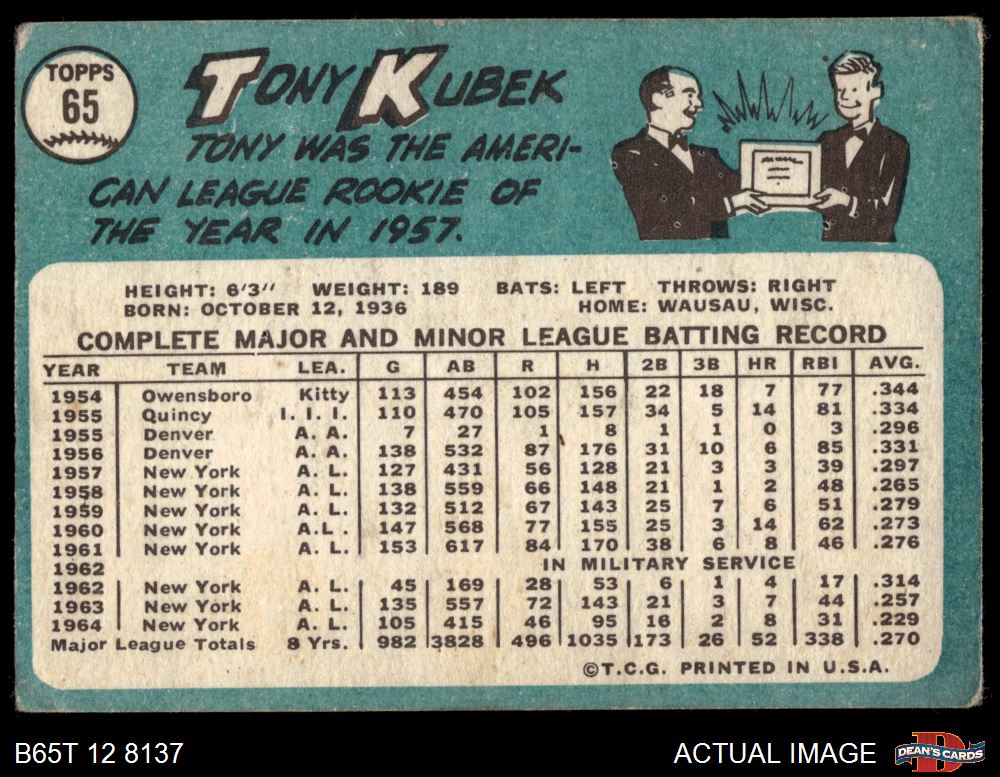 TOPPS
65
TONY KUBEK
TONY WAS THE AMERI-
CAN LEAGUE ROOKIE OF
THE YEAR IN 1957.
HEIGHT: 6'3" WEIGHT: 189 BATS: LEFT THROWS: RIGHT
BORN: OCTOBER 12, 1936 HOME: WAUSAU, WISC.
COMPLETE MAJOR AND MINOR LEAGUE BATTING RECORD
YEAR TEAM LEA. G AB R H 2B 3B HR RBI AVG.
1954 Owensboro Kitty 113 454 102 156 22 18 7 77 .344
1955 Quincy I. I. I. 110 470 105 157 34 5 14 81 .334
1955 Denver A. A. 7 27 1 8 1 1 0 3 .296
1956 Denver A. A. 138 532 87 176 31 10 6 85 .331
1957 New York A. L. 127 431 56 128 21 3 3 39 .297
1958 New York A. L. 138 559 66 148 21 1 2 48 .265
1959 New York A. L. 132 512 67 143 25 7 6 51 .279
1960 New York A.L . 147 568 77 155 25 3 14 62 .273
1961 New York A. L. 153 617 84 170 38 6 8 46 .276
1962 IN MILITARY SERVICE
1962 New York A. L. 45 169 28 53 6 1 4 17 .314
1963 New York A. L. 135 557 72 143 21 3 7 44 .257
1964 New York A. L. 105 415 46 95 16 2 8 31 .229
Major League Totals 8 Yrs. 982 3828 496 1035 173 26 52 338 .270
©T.C.G. PRINTED IN U.S.A.
B65T 12 8137 ACTUAL IMAGE D DEAN'S CARDS